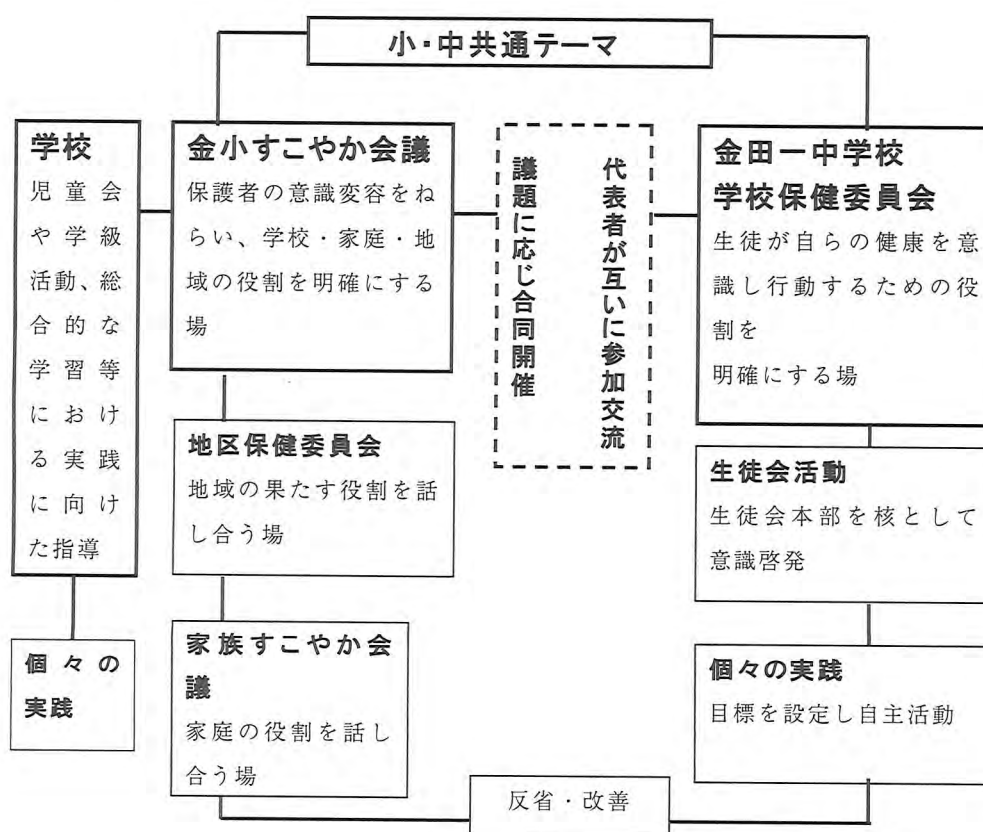 小・中共通テーマ
学校
児童会
や学級
活動、総
合的な
学習等
におけ
る実践
に向け
た指導
個々の
実践
金小すこやか会議
保護者の意識変容をね
らい、学校・家庭・地
域の役割を明確にする
場
地区保健委員会
地域の果たす役割を話
し合う場
家族すこやか会
議
家庭の役割を話し
合う場
代表者が互いに参加交流
議題に応じ合同開催
金田一中学校
学校保健委員会
生徒が自らの健康を意
識し行動するための役
割を
明確にする場
生徒会活動
生徒会本部を核として
意識啓発
個々の実践
目標を設定し自主活動
反省・改善